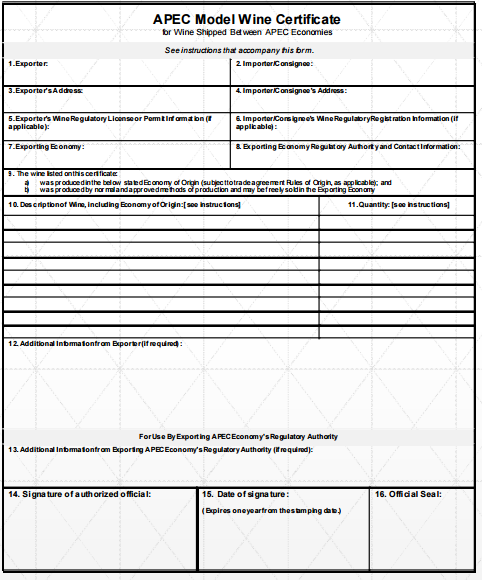 APEC Model Wine Certificate
for Wine Shipped Between APEC Economies
See instructions that accompany this form.
1. Exporter:
2. Importer/Consignee:
3. Exporter's Address:
4. Importer/Consignee's Address:
5. Exporter's Wine Regulatory License or Permit Information (if
applicable):
6. Importer/Consignee's Wine Regulatory Registration Information (if
applicable):
7. Exporting Economy:
8. Exporting Economy Regulatory Authority and Contact Information:
9. The wine listed on this certificate:
a) was produced in the below stated Economy of Origin (subject to trade agreement Rules of Origin, as applicable); and
b) was produced by normal and approved methods of production and may be freely sold in the Exporting Economy
10. Description of Wine, including Economy of Origin: [see instructions]
11. Quantity: [see instructions]
12. Additional Information from Exporter (if required):
For Use By Exporting APEC Economy's Regulatory Authority
13. Additional Information from Exporting APEC Economy's Regulatory Authority (if required):
14. Signature of authorized official:
15. Date of signature:
(Expires one year from the stamping date.)
16. Official Seal: